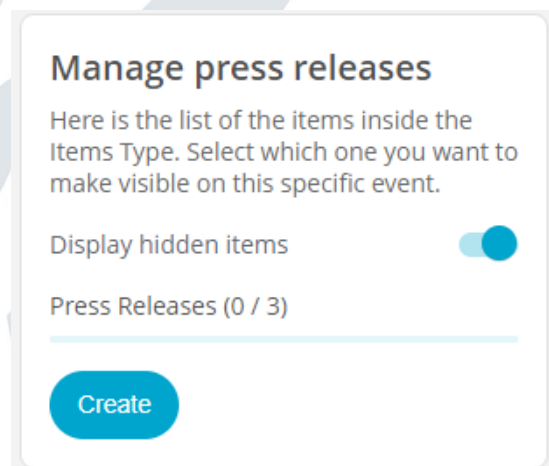 Manage press releases
Here is the list of the items inside the
Items Type. Select which one you want to
make visible on this specific event.
Display hidden items
Press Releases (0 / 3)
Create